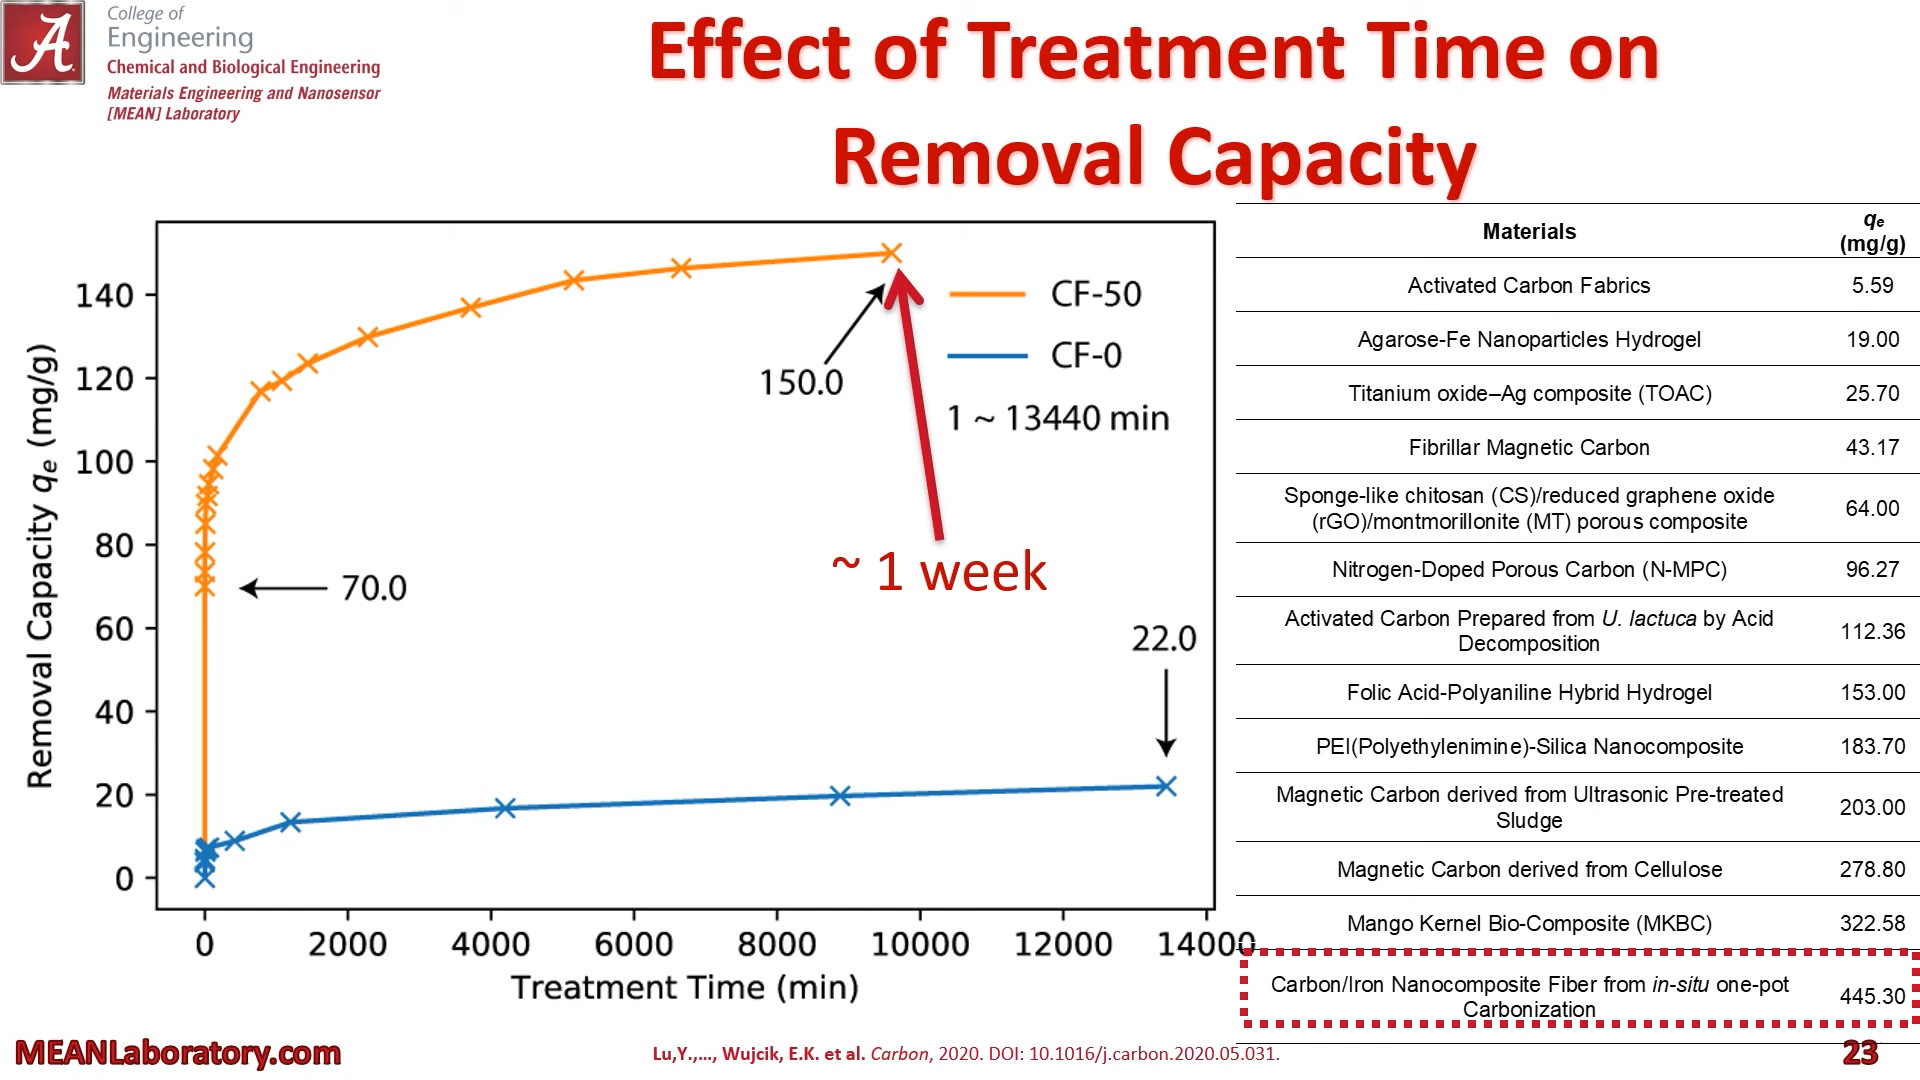 College of
Engineering
Chemical and Biological Engineering
Materials Engineering and Nanosensor
[MEAN] Laboratory
Effect of Treatment Time on
Removal Capacity
Removal Capacity qe (mg/g)
140
120
100
80
60
40
20
0
0 2000 4000 6000 8000 10000 12000 14000
Treatment Time (min)
CF-50
CF-0
1 ~ 13440 min
150.0
70.0
~ 1 week
22.0
Materials qe
(mg/g)
Activated Carbon Fabrics 5.59
Agarose-Fe Nanoparticles Hydrogel 19.00
Titanium oxide–Ag composite (TOAC) 25.70
Fibrillar Magnetic Carbon 43.17
Sponge-like chitosan (CS)/reduced graphene oxide
(rGO)/montmorillonite (MT) porous composite 64.00
Nitrogen-Doped Porous Carbon (N-MPC) 96.27
Activated Carbon Prepared from U. lactuca by Acid
Decomposition 112.36
Folic Acid-Polyaniline Hybrid Hydrogel 153.00
PEI(Polyethylenimine)-Silica Nanocomposite 183.70
Magnetic Carbon derived from Ultrasonic Pre-treated
Sludge 203.00
Magnetic Carbon derived from Cellulose 278.80
Mango Kernel Bio-Composite (MKBC) 322.58
Carbon/Iron Nanocomposite Fiber from in-situ one-pot
Carbonization 445.30
MEANLaboratory.com
Lu,Y.,..., Wujcik, E.K. et al. Carbon, 2020. DOI: 10.1016/j.carbon.2020.05.031.
23